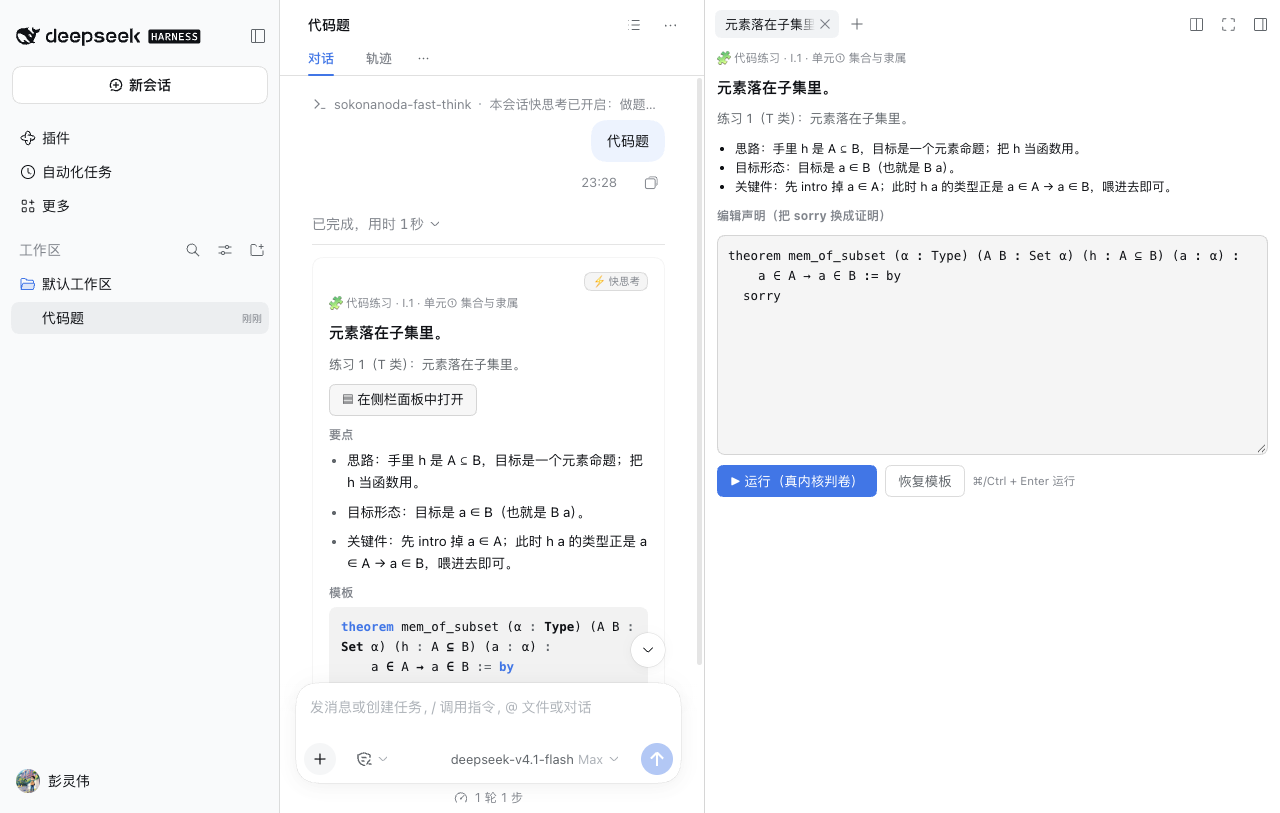 deepseek HARNESS
新会话
插件
自动化任务
更多
工作区
默认工作区
代码题
刚刚
彭灵伟
代码题
对话
轨迹
sokonanoda-fast-think · 本会话快思考已开启：做题…
代码题
23:28
已完成，用时 1 秒
⚡ 快思考
🧩 代码练习 · I.1 · 单元① 集合与隶属
元素落在子集里。
练习 1（T 类）：元素落在子集里。
▤ 在侧栏面板中打开
要点
• 思路：手里 h 是 A ⊆ B，目标是一个元素命题；把
h 当函数用。
• 目标形态：目标是 a ∈ B（也就是 B a）。
• 关键件：先 intro 掉 a ∈ A；此时 h a 的类型正是 a
∈ A → a ∈ B，喂进去即可。
模板
theorem mem_of_subset (α : Type) (A B :
Set α) (h : A ⊆ B) (a : α) :
    a ∈ A → a ∈ B := by
发消息或创建任务, / 调用指令, @ 文件或对话
deepseek-v4.1-flash Max
1 轮 1 步
元素落在子集里
🧩 代码练习 · I.1 · 单元① 集合与隶属
元素落在子集里。
练习 1（T 类）：元素落在子集里。
• 思路：手里 h 是 A ⊆ B，目标是一个元素命题；把 h 当函数用。
• 目标形态：目标是 a ∈ B（也就是 B a）。
• 关键件：先 intro 掉 a ∈ A；此时 h a 的类型正是 a ∈ A → a ∈ B，喂进去即可。
编辑声明（把 sorry 换成证明）
theorem mem_of_subset (α : Type) (A B : Set α) (h : A ⊆ B) (a : α) :
    a ∈ A → a ∈ B := by
  sorry
▶ 运行（真内核判卷）
恢复模板
⌘/Ctrl + Enter 运行